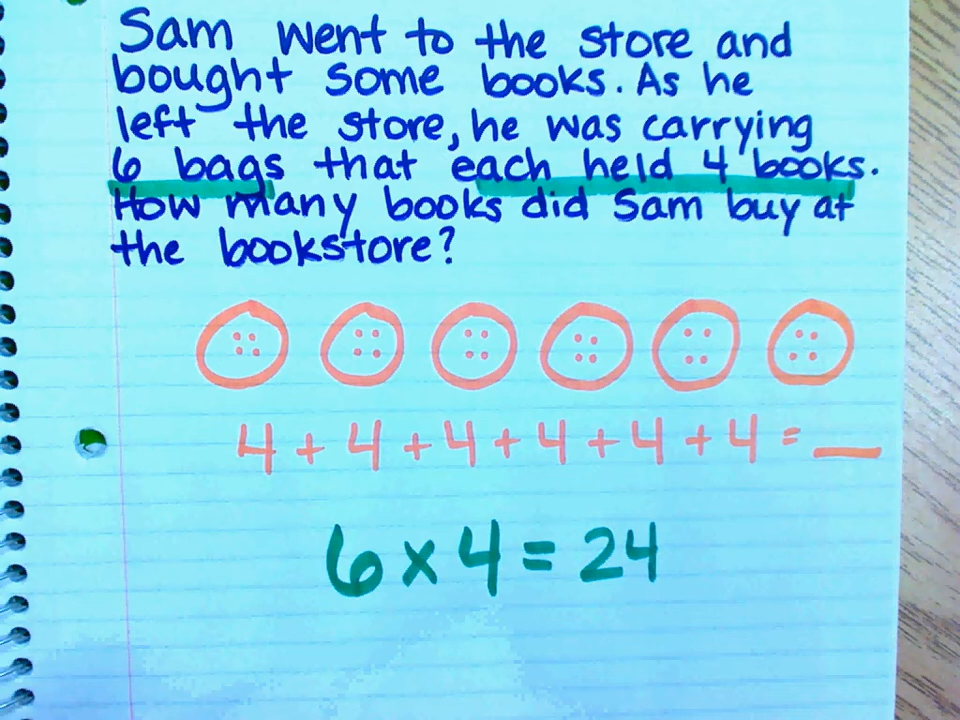 Sam went to the store and
bought some books. As he
left the store, he was carrying
6 bags that each held 4 books.
How many books did Sam buy at
the bookstore?
4 + 4 + 4 + 4 + 4 + 4 = __
6 x 4 = 24